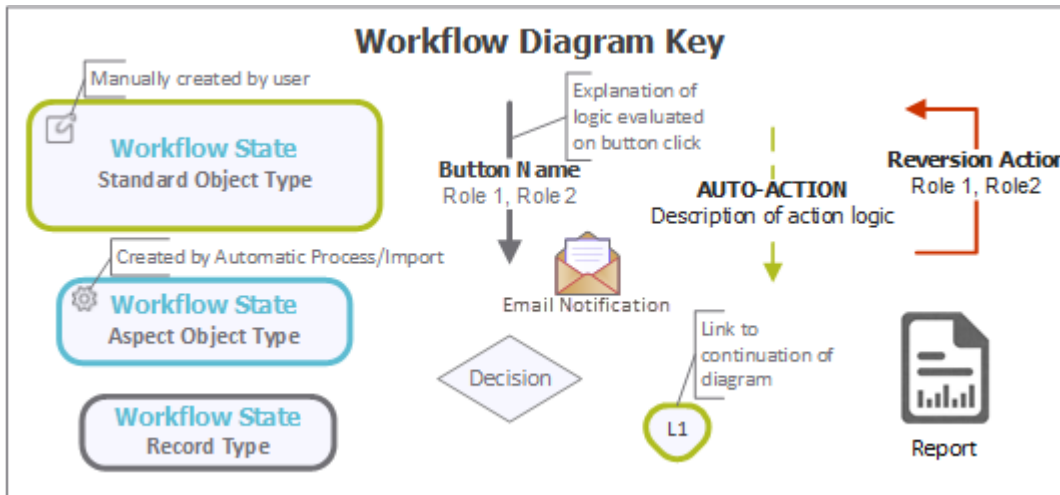 Workflow Diagram Key
Manually created by user
Workflow State
Standard Object Type
Created by Automatic Process/Import
Workflow State
Aspect Object Type
Workflow State
Record Type
Explanation of
logic evaluated
on button click
Button Name
Role 1, Role 2
Email Notification
Decision
AUTO-ACTION
Description of action logic
Link to
continuation of
diagram
L1
Reversion Action
Role 1, Role2
Report